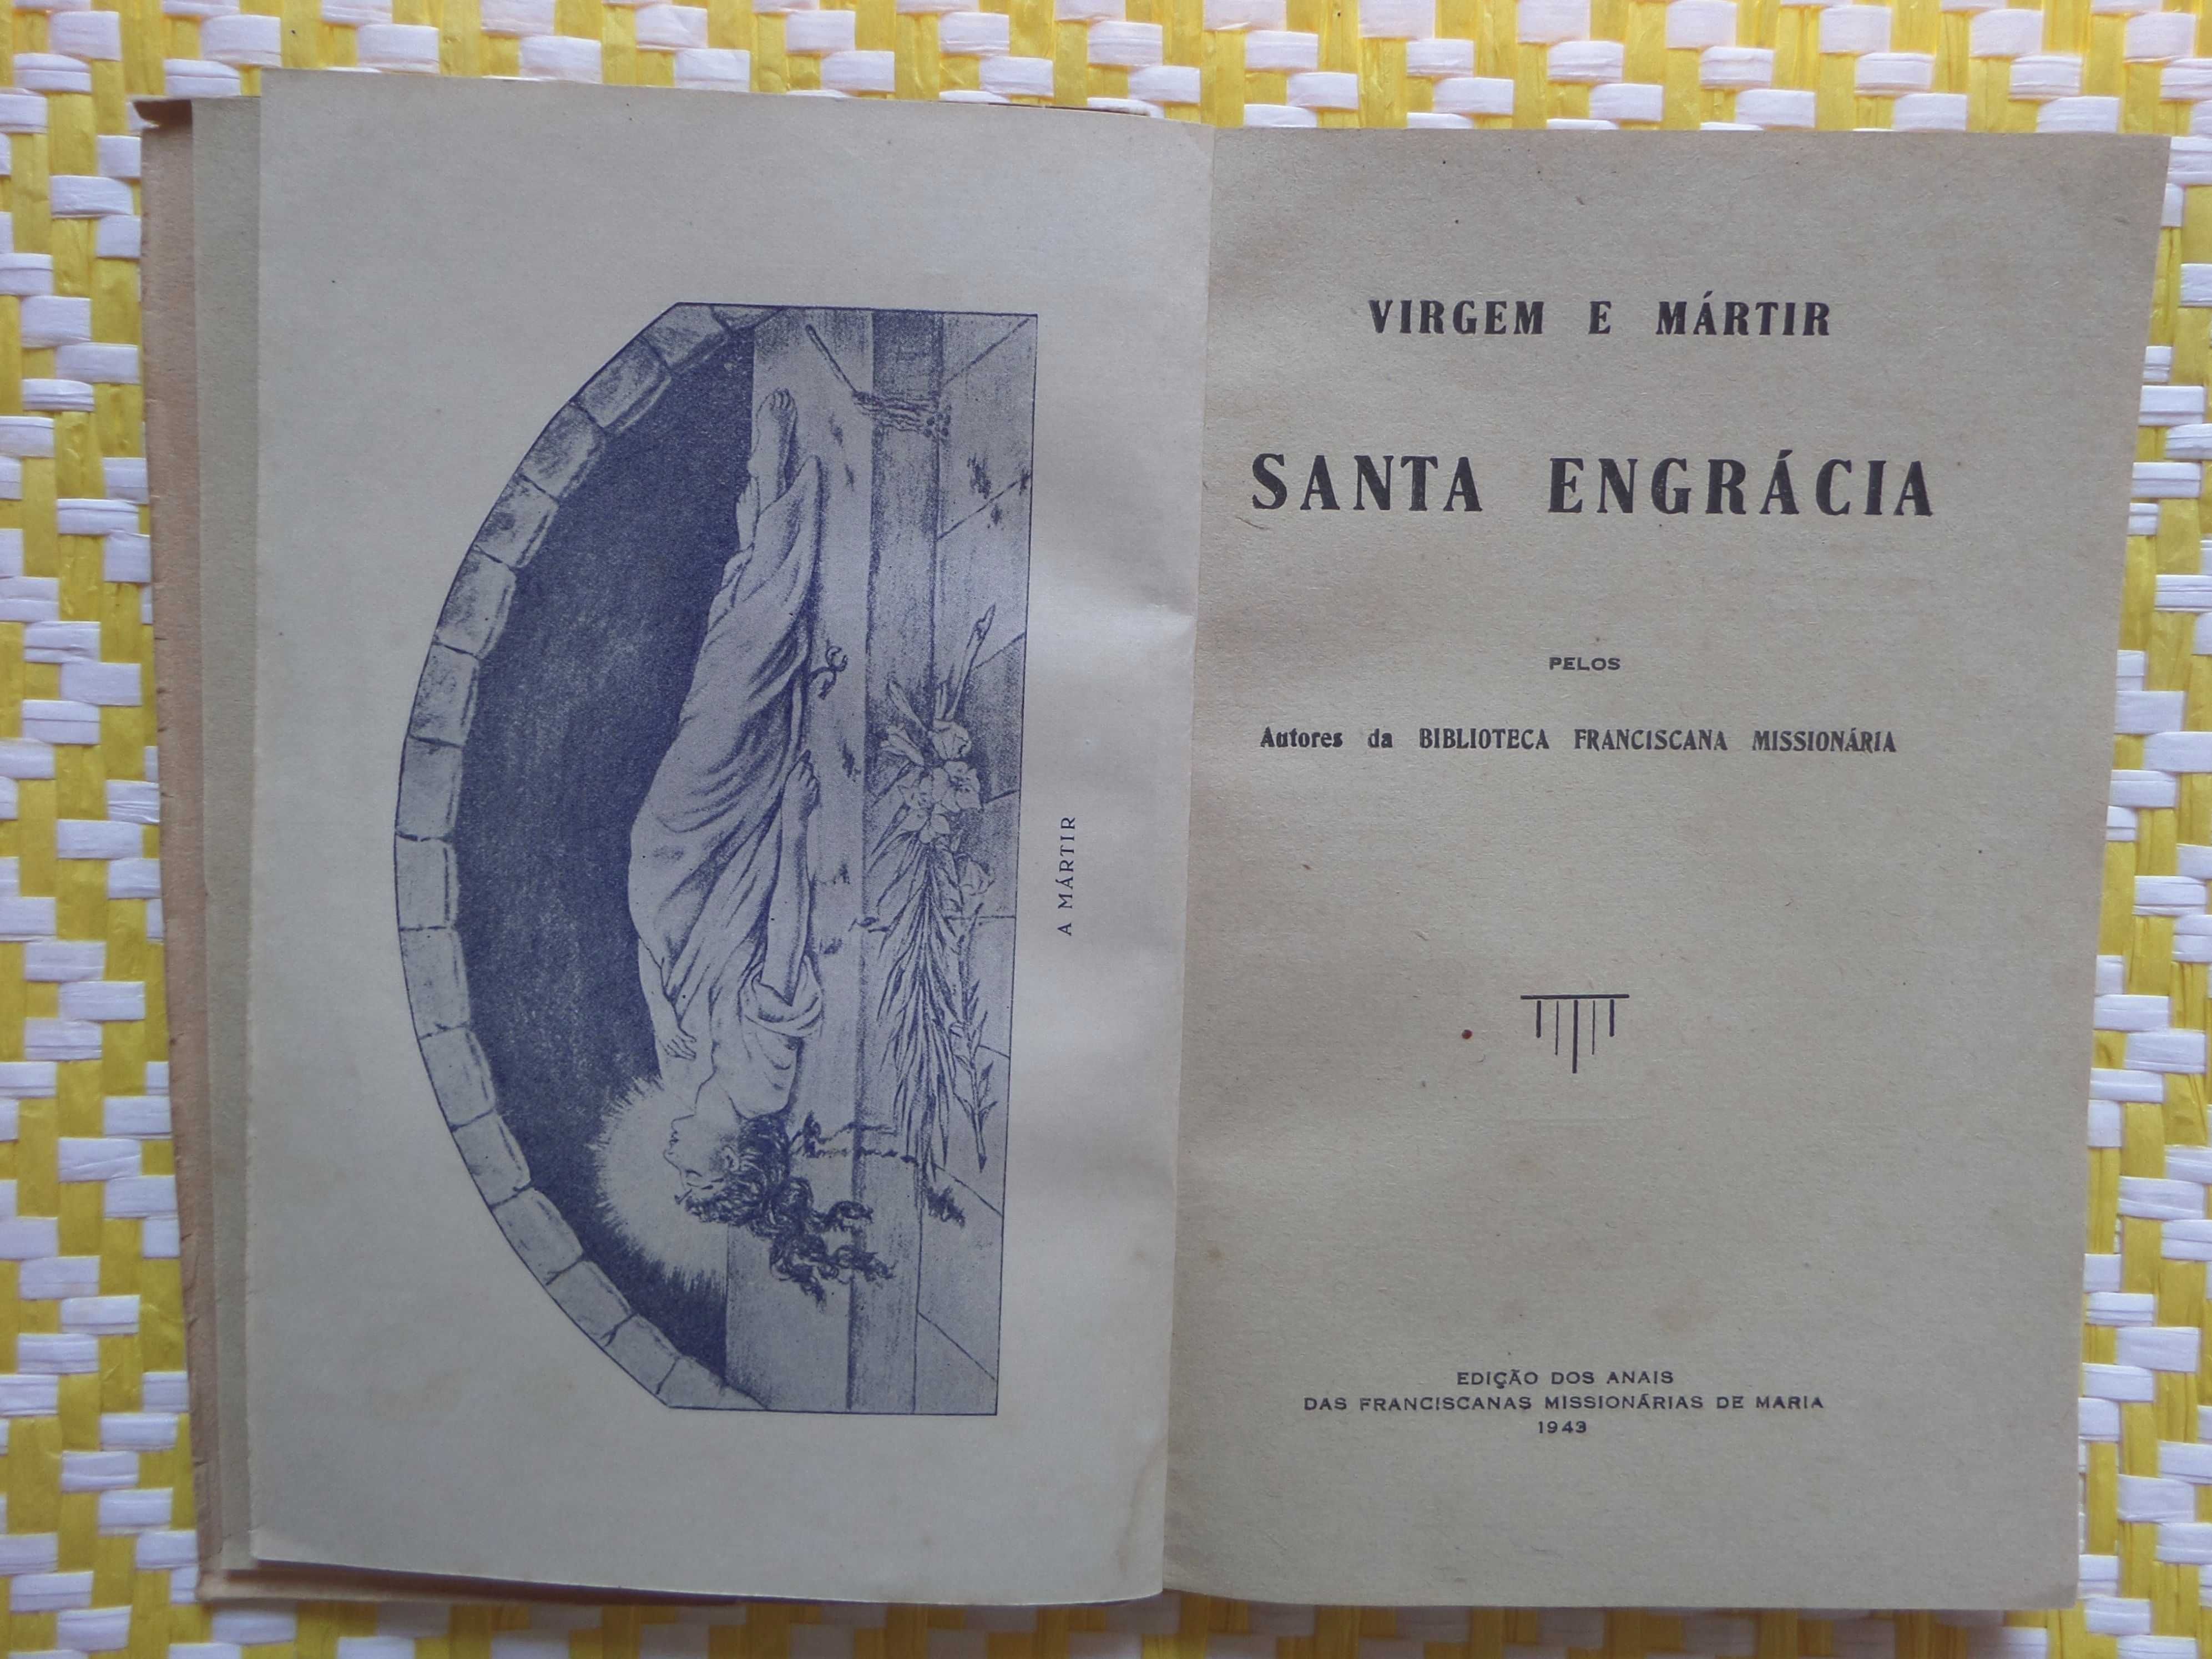 A MÁRTIR
VIRGEM E MÁRTIR
SANTA ENGRÁCIA
PELOS
Autores da BIBLIOTECA FRANCISCANA MISSIONÁRIA
EDIÇÃO DOS ANAIS
DAS FRANCISCANAS MISSIONÁRIAS DE MARIA
1943